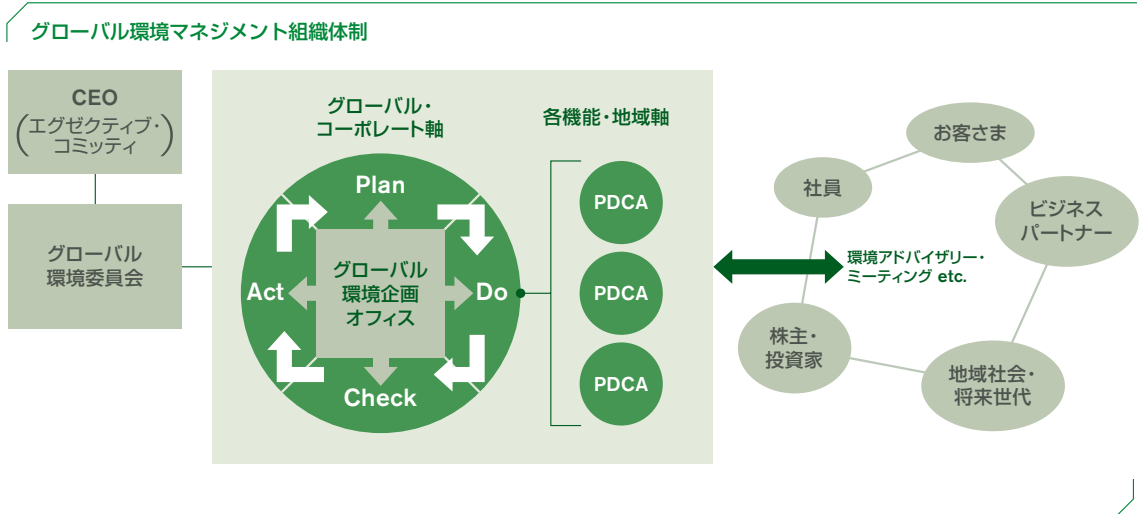 グローバル環境マネジメント組織体制
CEO
(エグゼクティブ・
コミッティ)
グローバル
環境委員会
グローバル・
コーポレート軸
Plan
Do
Check
Act
グローバル
環境企画
オフィス
各機能・地域軸
PDCA
PDCA
PDCA
環境アドバイザリー・
ミーティング etc.
お客さま
社員
ビジネス
パートナー
株主・
投資家
地域社会・
将来世代